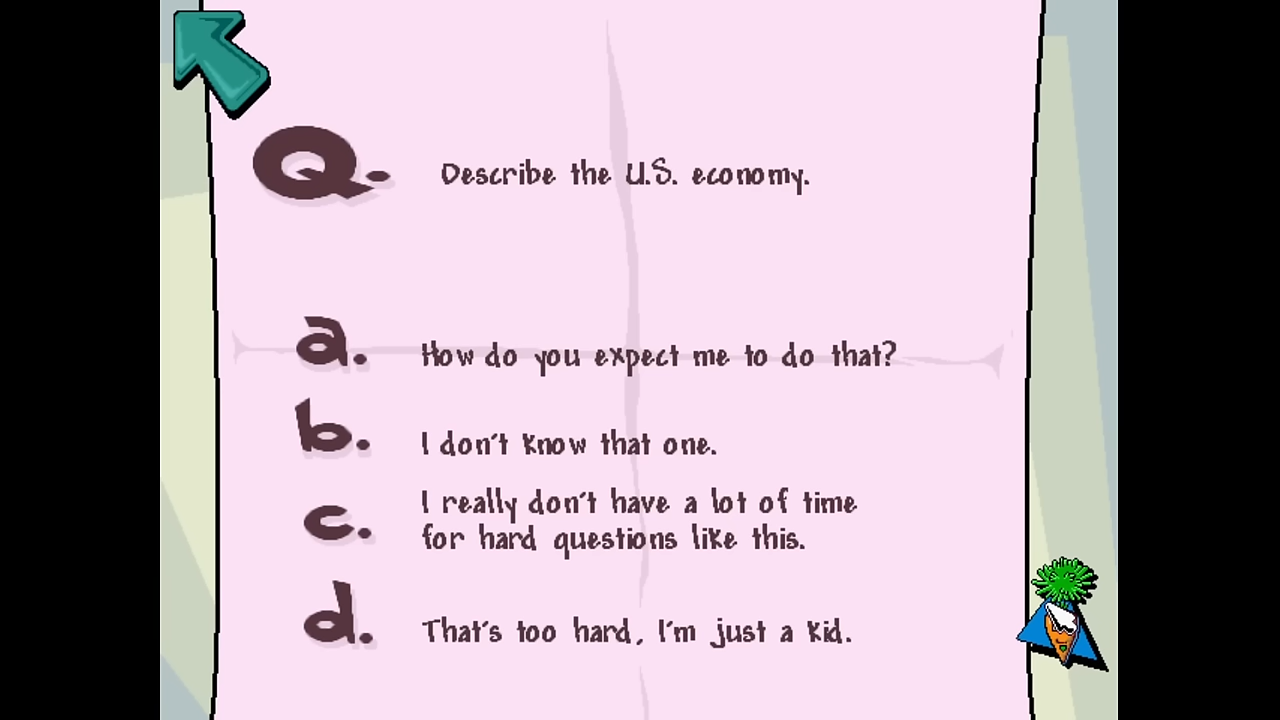 Q. Describe the U.S. economy.
a. How do you expect me to do that?
b. I don't know that one.
c. I really don't have a lot of time
for hard questions like this.
d. That's too hard, I'm just a kid.